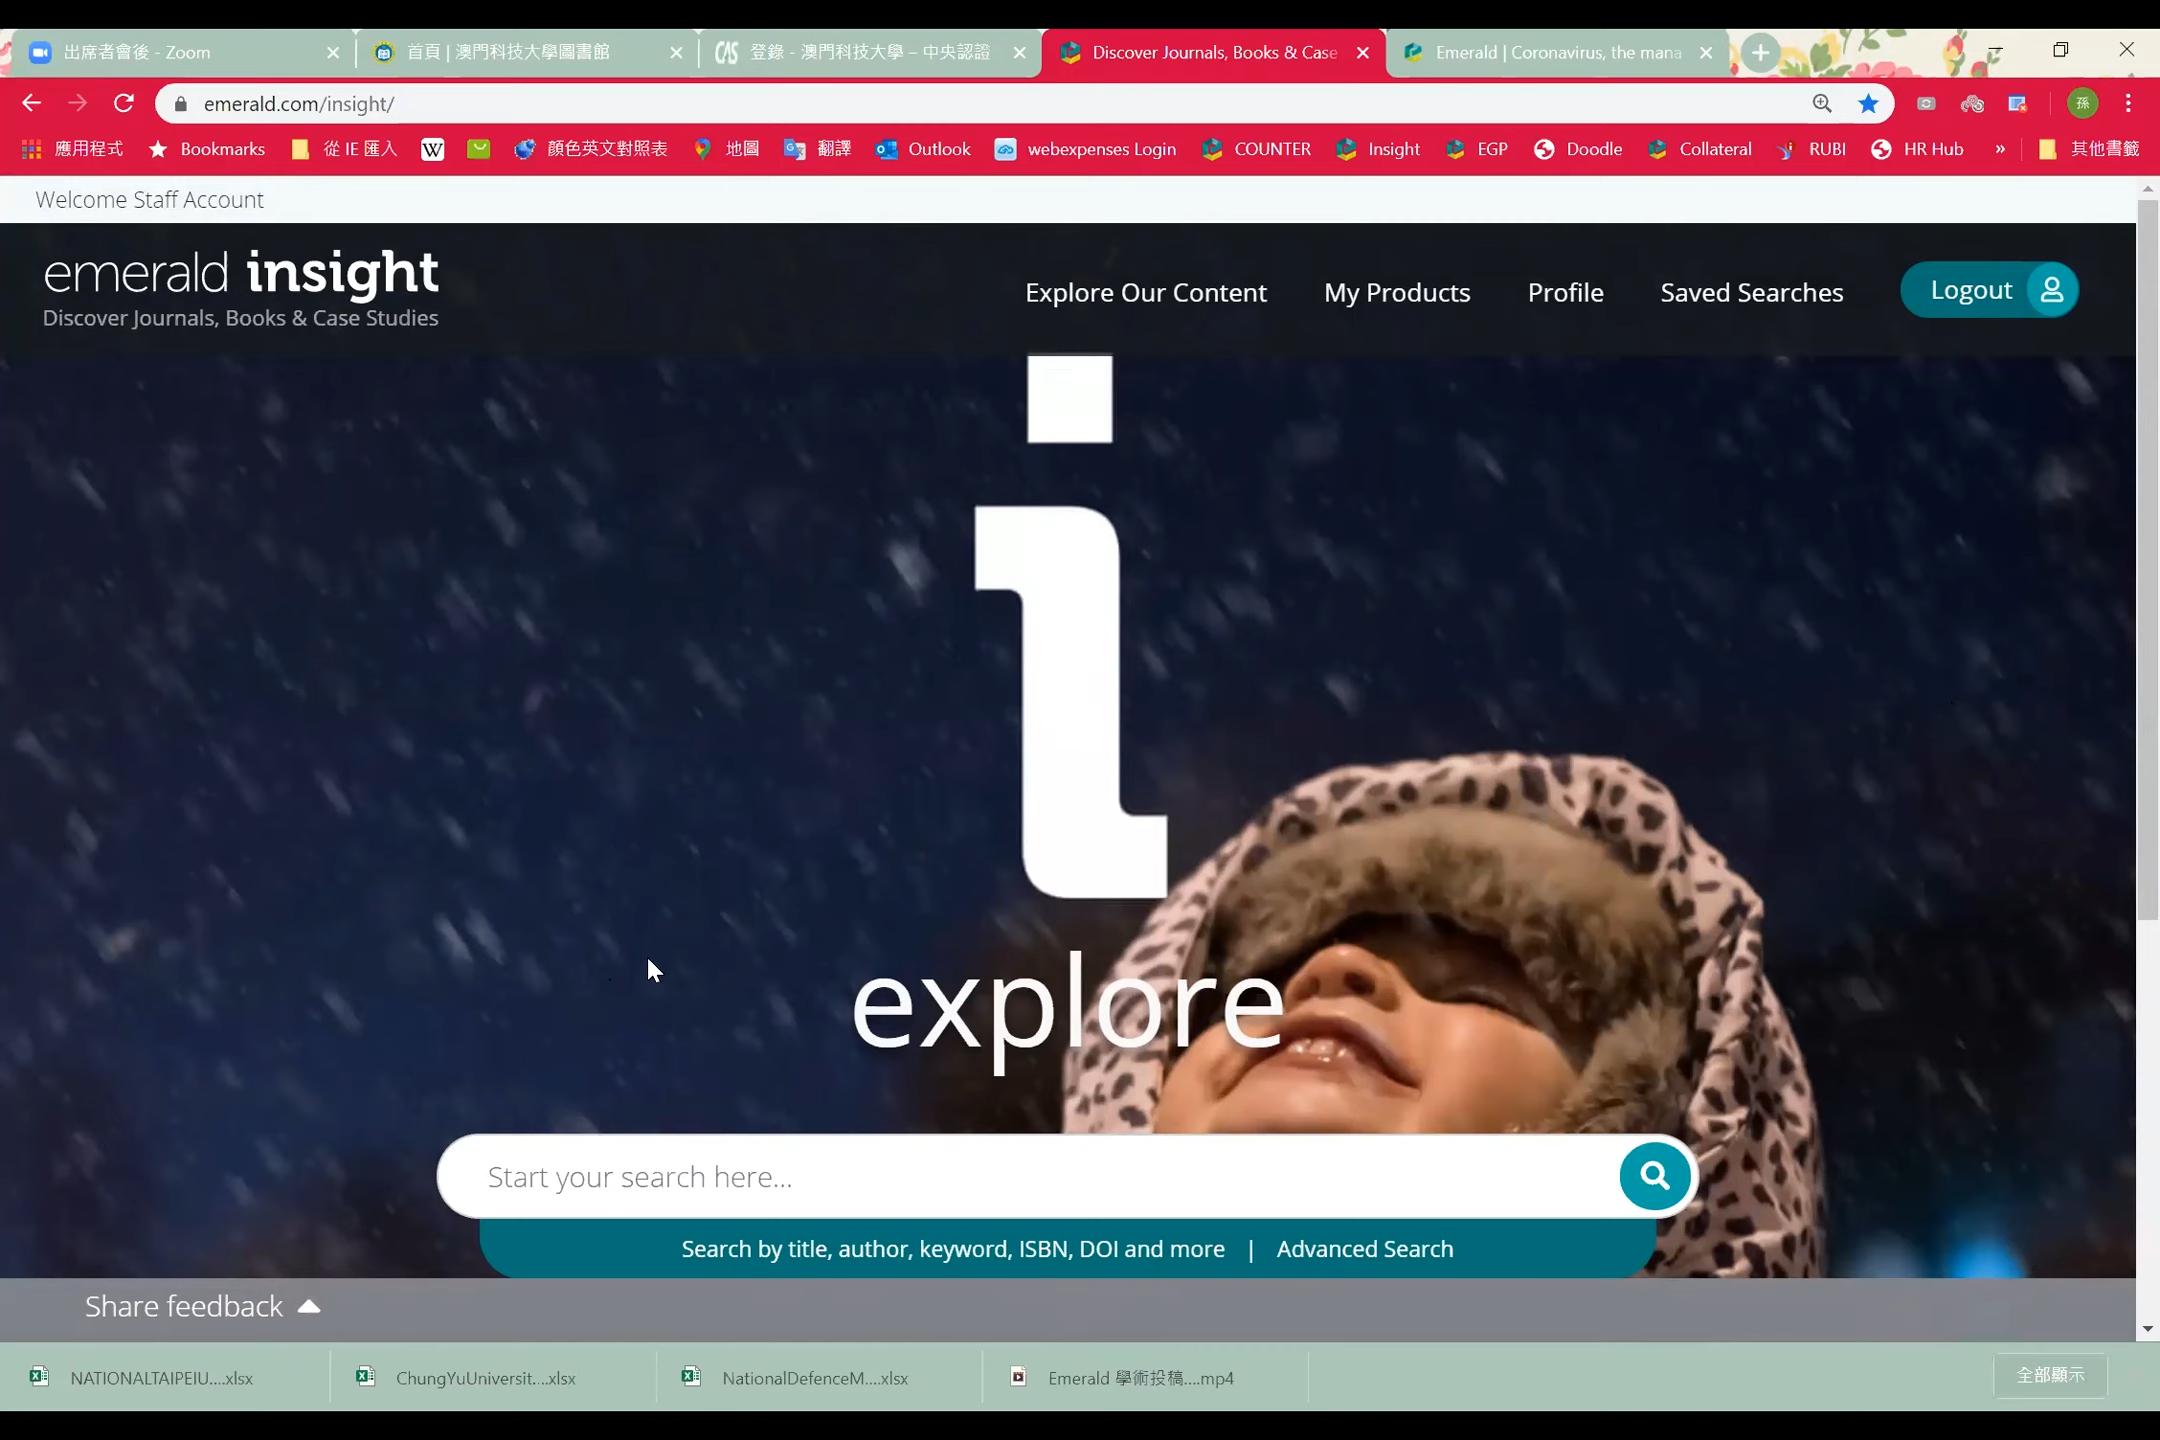 出席者會後 - Zoom
首頁 | 澳門科技大學圖書館
CAS 登錄 - 澳門科技大學 – 中央認證
Discover Journals, Books & Case
Emerald | Coronavirus, the mana
emerald.com/insight/
孫
應用程式
Bookmarks
從 IE 匯入
W
顏色英文對照表
地圖
翻譯
Outlook
webexpenses Login
COUNTER
Insight
EGP
Doodle
Collateral
RUBI
HR Hub
»
其他書籤
Welcome Staff Account
emerald insight
Discover Journals, Books & Case Studies
Explore Our Content
My Products
Profile
Saved Searches
Logout
i
explore
Start your search here...
Search by title, author, keyword, ISBN, DOI and more | Advanced Search
Share feedback
NATIONALTAIPEIU....xlsx
ChungYuUniversit....xlsx
NationalDefenceM....xlsx
Emerald 學術投稿....mp4
全部顯示